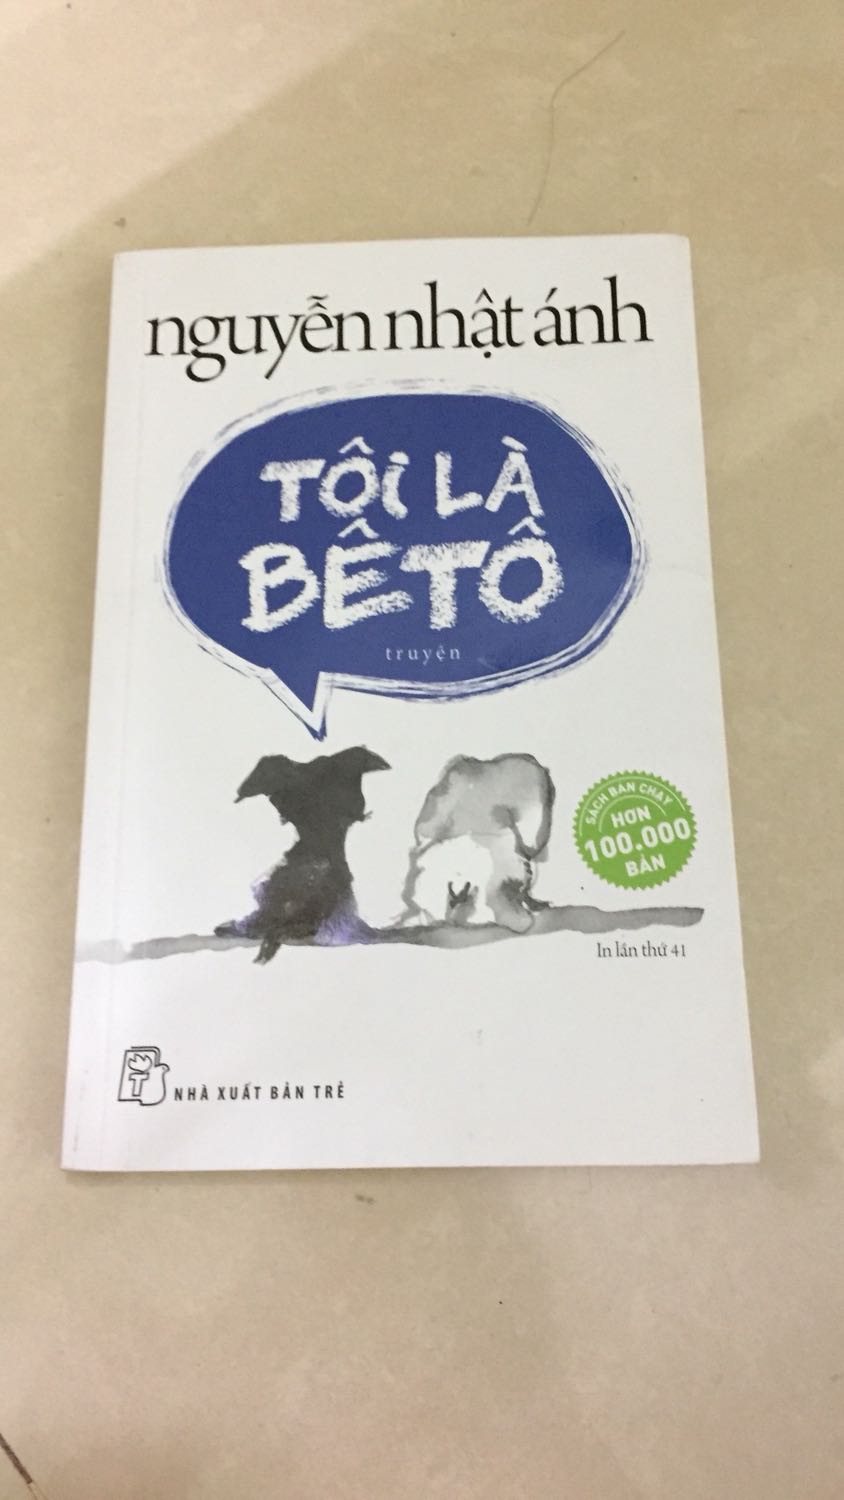 nguyễn nhật ánh
TÔI LÀ
BÊTÔ
truyện
SÁCH BÁN CHẠY
HƠN
100.000
BẢN
In lần thứ 41
T
NHÀ XUẤT BẢN TRẺ